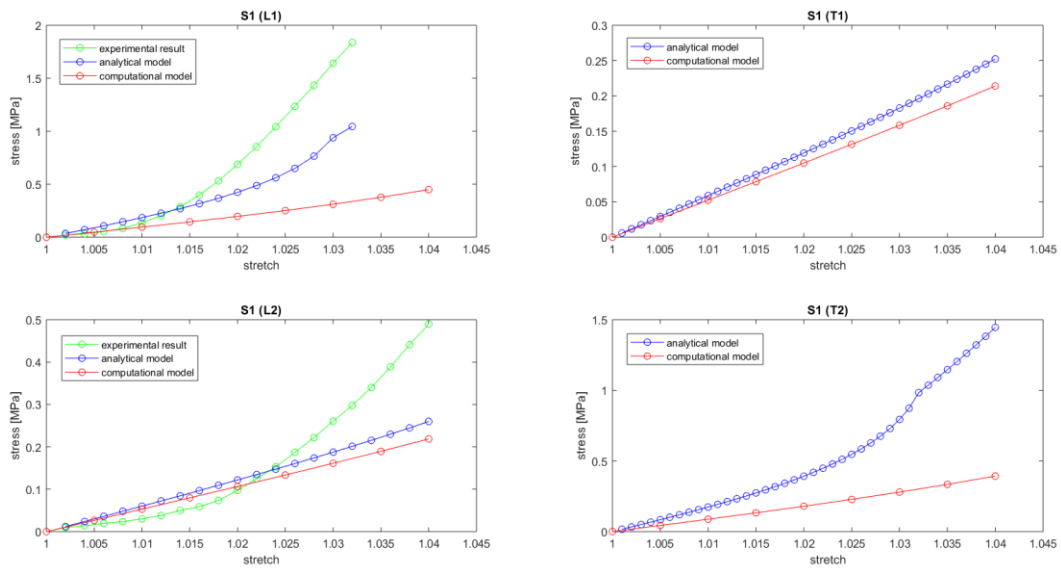 S1 (L1)
2
1.5
1
0.5
0
stress [MPa]
experimental result
analytical model
computational model
1 1.005 1.01 1.015 1.02 1.025 1.03 1.035 1.04 1.045
stretch
S1 (T1)
0.3
0.25
0.2
0.15
0.1
0.05
0
stress [MPa]
analytical model
computational model
1 1.005 1.01 1.015 1.02 1.025 1.03 1.035 1.04 1.045
stretch
S1 (L2)
0.5
0.4
0.3
0.2
0.1
0
stress [MPa]
experimental result
analytical model
computational model
1 1.005 1.01 1.015 1.02 1.025 1.03 1.035 1.04 1.045
stretch
S1 (T2)
1.5
1
0.5
0
stress [MPa]
analytical model
computational model
1 1.005 1.01 1.015 1.02 1.025 1.03 1.035 1.04 1.045
stretch